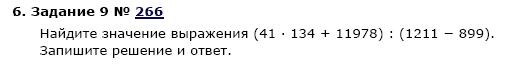 6. Задание 9 № 266
Найдите значение выражения (41 · 134 + 11978) : (1211 − 899).
Запишите решение и ответ.